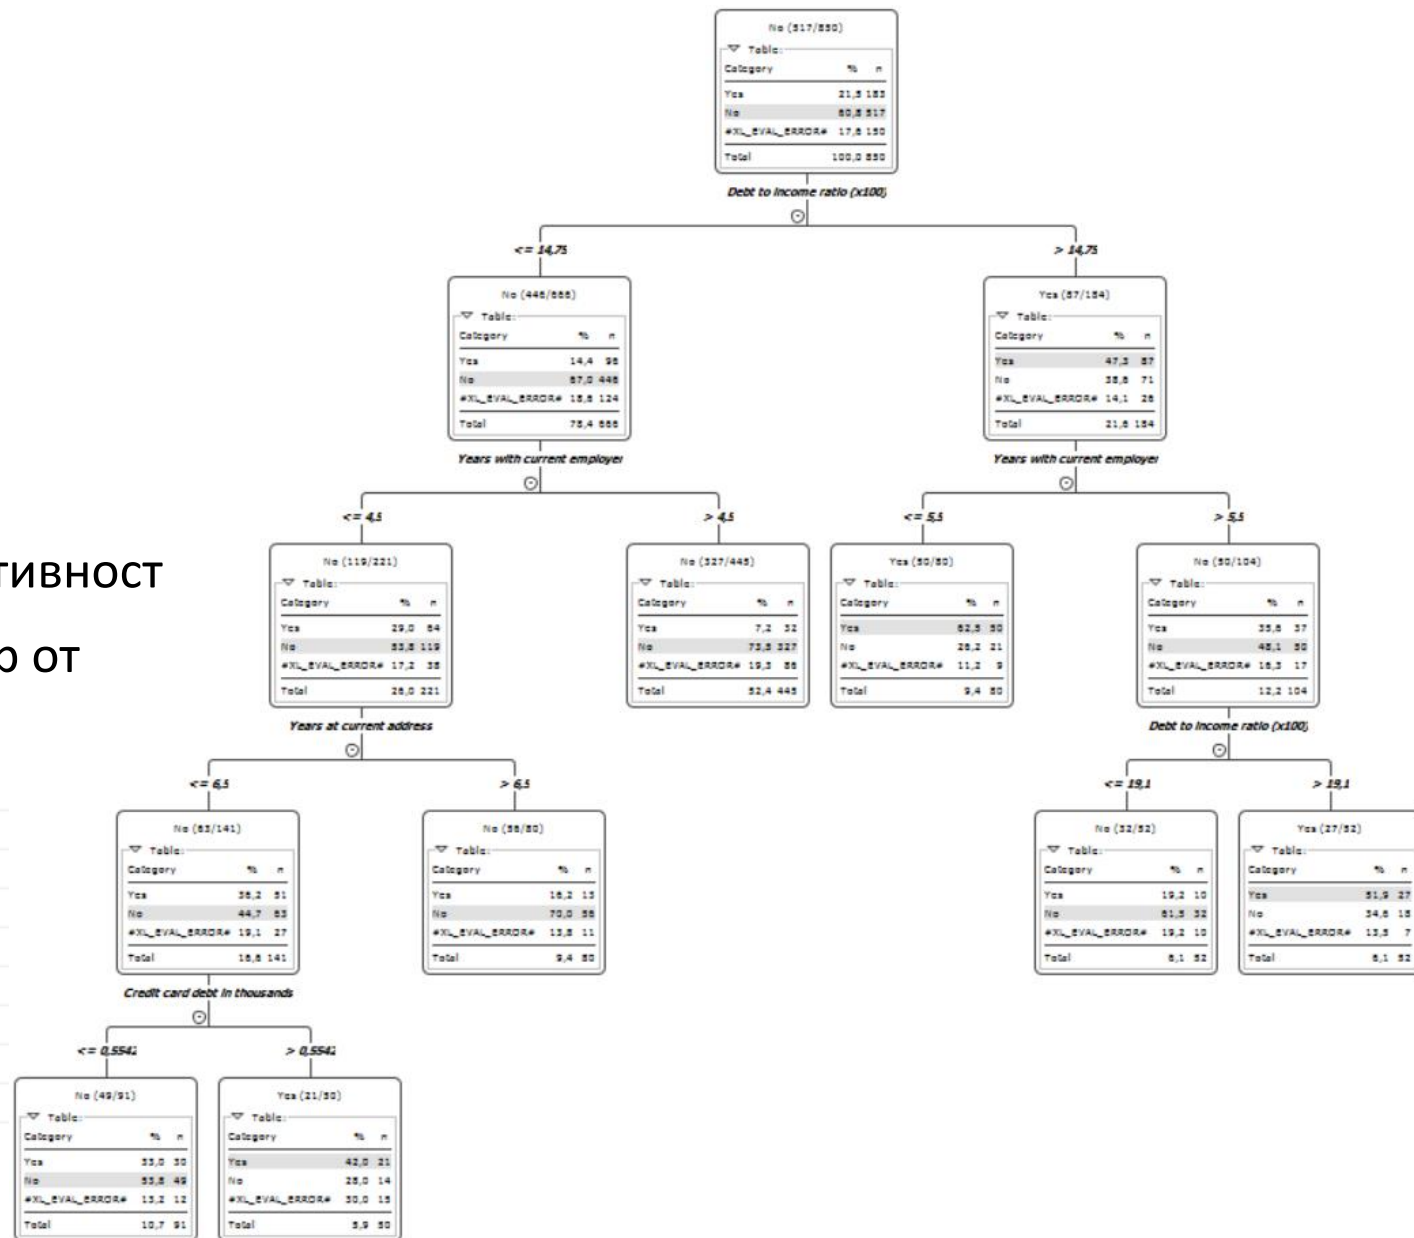 No (517/850)
Table:
Category % n
Yes 21,5 183
No 60,8 517
#XL_EVAL_ERROR# 17,6 150
Total 100,0 850
Debt to income ratio (x100)
<= 14,75
> 14,75
No (446/666)
Table:
Category % n
Yes 14,4 96
No 67,0 446
#XL_EVAL_ERROR# 18,6 124
Total 78,4 666
Years with current employer
Yes (87/184)
Table:
Category % n
Yes 47,3 87
No 38,6 71
#XL_EVAL_ERROR# 14,1 26
Total 21,6 184
Years with current employer
<= 4,5
> 4,5
<= 5,5
> 5,5
тивност
р от
No (119/221)
Table:
Category % n
Yes 29,0 64
No 53,8 119
#XL_EVAL_ERROR# 17,2 38
Total 26,0 221
Years at current address
No (327/445)
Table:
Category % n
Yes 7,2 32
No 73,5 327
#XL_EVAL_ERROR# 19,3 86
Total 52,4 445
Yes (50/80)
Table:
Category % n
Yes 62,5 50
No 26,2 21
#XL_EVAL_ERROR# 11,2 9
Total 9,4 80
No (50/104)
Table:
Category % n
Yes 35,6 37
No 48,1 50
#XL_EVAL_ERROR# 16,3 17
Total 12,2 104
Debt to income ratio (x100)
<= 6,5
> 6,5
<= 19,1
> 19,1
No (63/141)
Table:
Category % n
Yes 36,2 51
No 44,7 63
#XL_EVAL_ERROR# 19,1 27
Total 16,6 141
Credit card debt in thousands
No (56/80)
Table:
Category % n
Yes 16,2 13
No 70,0 56
#XL_EVAL_ERROR# 13,8 11
Total 9,4 80
No (32/52)
Table:
Category % n
Yes 19,2 10
No 61,5 32
#XL_EVAL_ERROR# 19,2 10
Total 6,1 52
Yes (27/52)
Table:
Category % n
Yes 51,9 27
No 34,6 18
#XL_EVAL_ERROR# 13,5 7
Total 6,1 52
<= 0,5542
> 0,5542
No (49/91)
Table:
Category % n
Yes 33,0 30
No 53,8 49
#XL_EVAL_ERROR# 13,2 12
Total 10,7 91
Yes (21/50)
Table:
Category % n
Yes 42,0 21
No 28,0 14
#XL_EVAL_ERROR# 30,0 15
Total 5,9 50